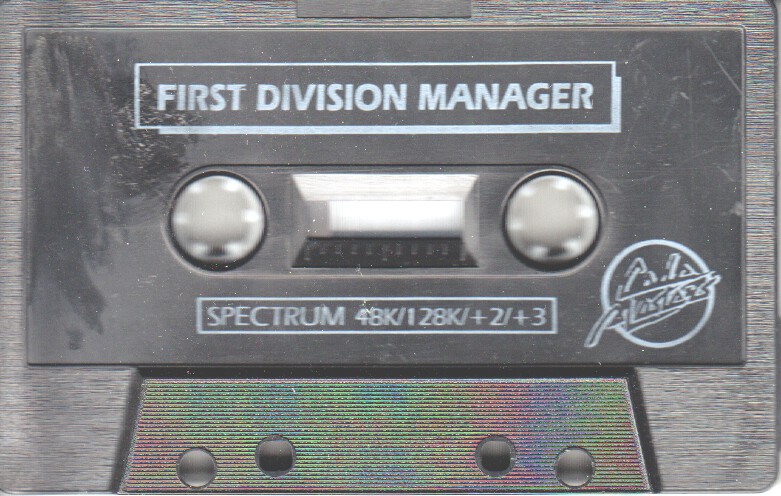 FIRST DIVISION MANAGER
SPECTRUM 48K/128K/+2/+3